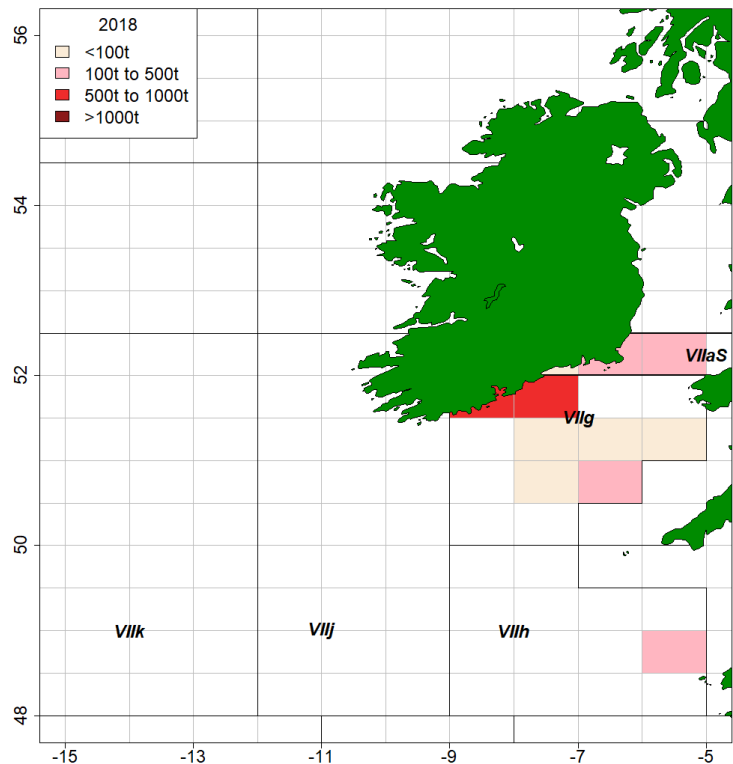 2018
<100t
100t to 500t
500t to 1000t
>1000t
56
54
52
50
48
VIIaS
VIIg
VIIk
VIIj
VIIh
-15
-13
-11
-9
-7
-5